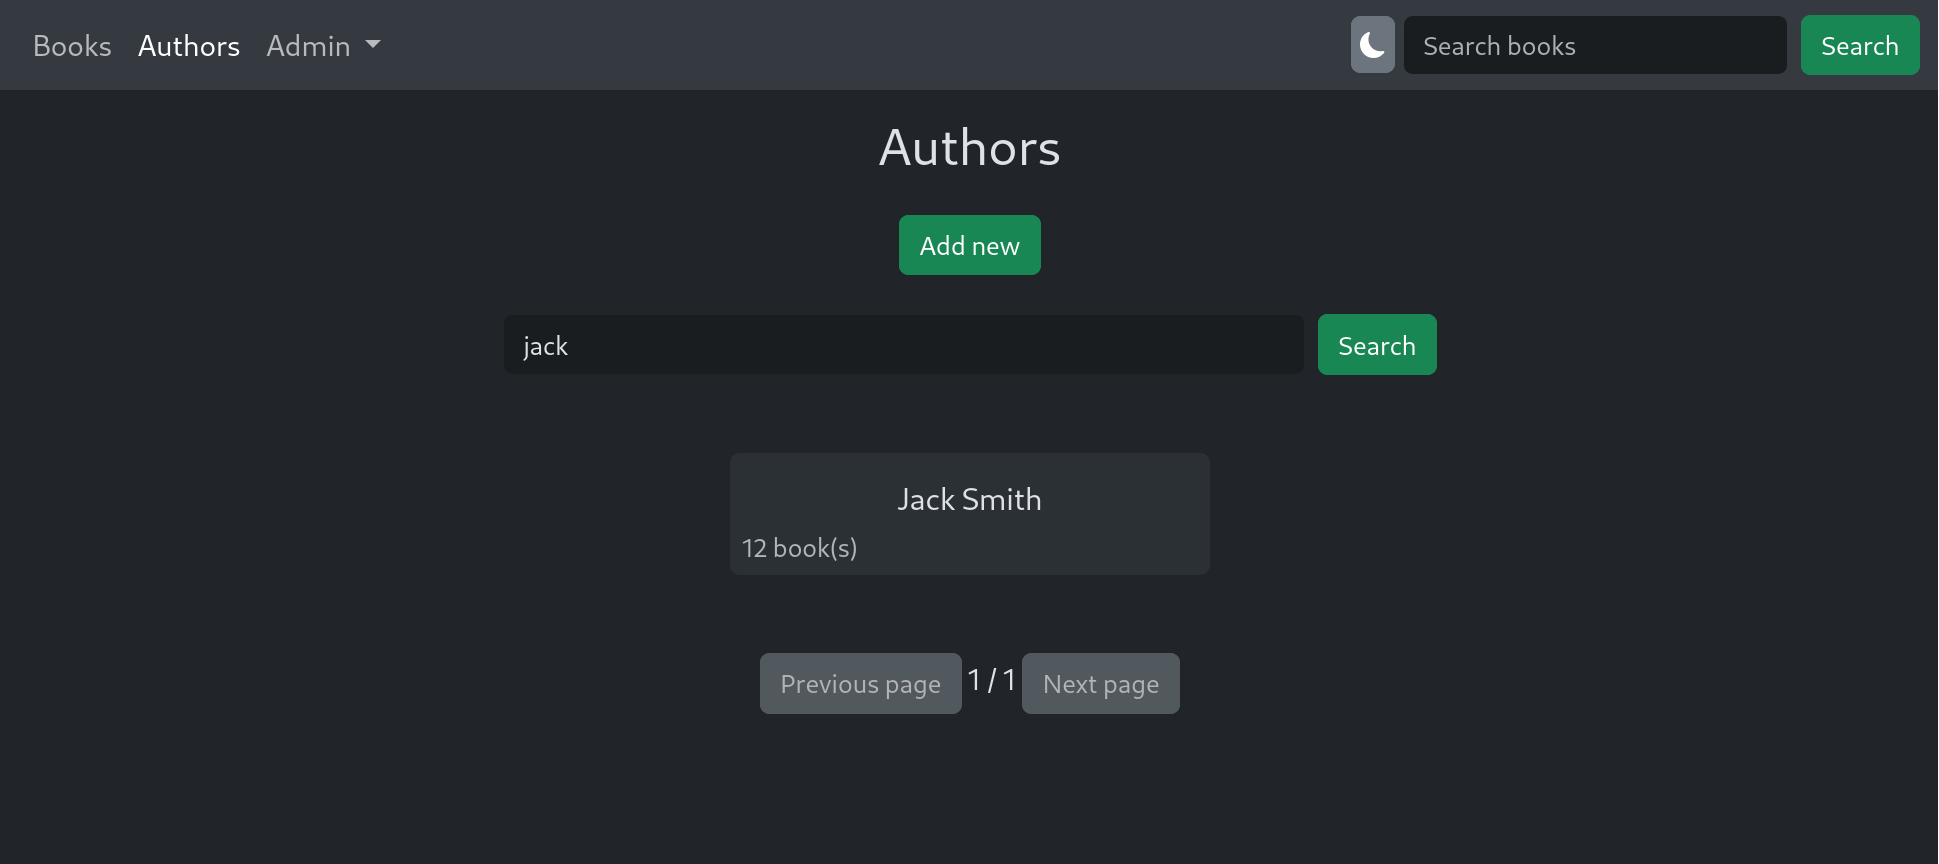 Books Authors Admin Search books Search
Authors
Add new
jack Search
Jack Smith
12 book(s)
Previous page 1 / 1 Next page